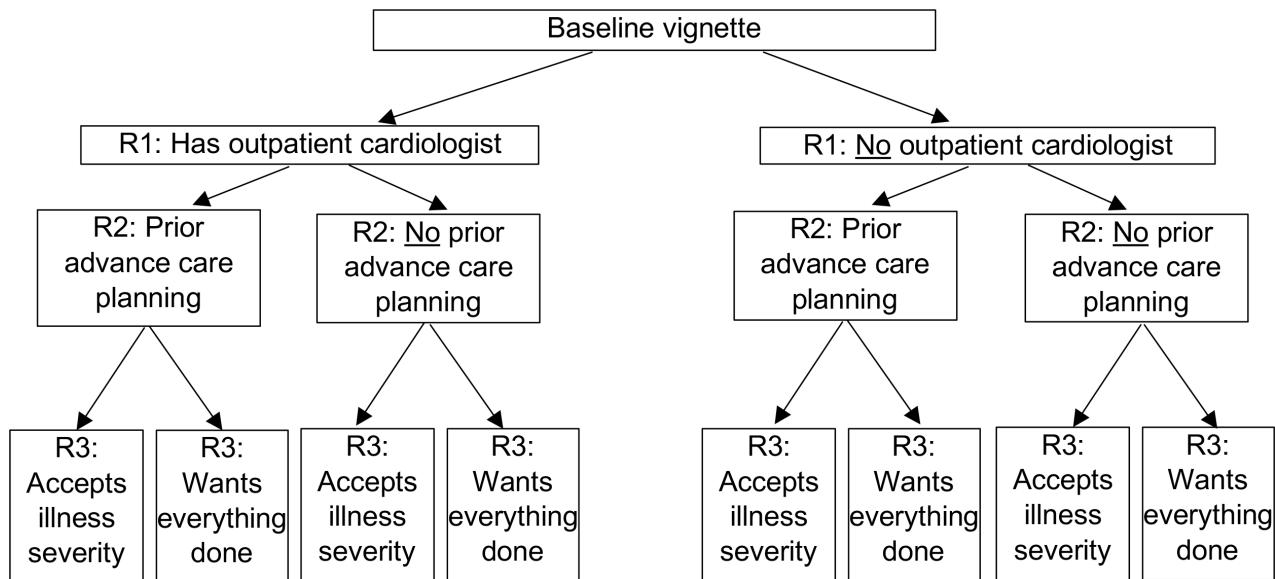 Baseline vignette
R1: Has outpatient cardiologist
R1: No outpatient cardiologist
R2: Prior
advance care
planning
R2: No prior
advance care
planning
R2: Prior
advance care
planning
R2: No prior
advance care
planning
R3:
Accepts
illness
severity
R3:
Wants
everything
done
R3:
Accepts
illness
severity
R3:
Wants
everything
done
R3:
Accepts
illness
severity
R3:
Wants
everything
done
R3:
Accepts
illness
severity
R3:
Wants
everything
done